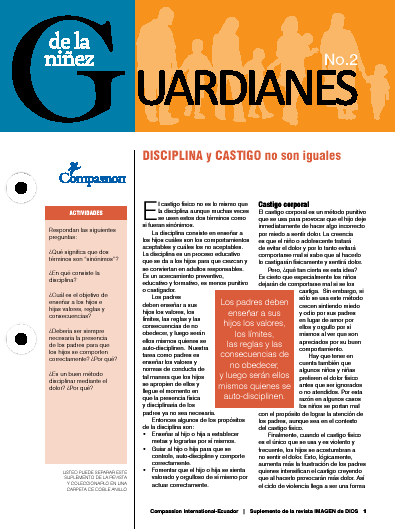 de la
niñez
No.2
GUARDIANES
DISCIPLINA y CASTIGO no son iguales
Compassion
ACTIVIDADES
Respondan las siguientes
preguntas:
¿Qué significa que dos
términos son "sinónimos"?
¿En qué consiste la
disciplina?
¿Cuál es el objetivo de
enseñar a los hijos e
hijas valores, reglas y
consecuencias?
¿Debería ser siempre
necesaria la presencia
de los padres para que
los hijos se comporten
correctamente? ¿Por qué?
¿Es un buen método
disciplinar mediante el
dolor? ¿Por qué?
USTED PUEDE SEPARAR ESTE
SUPLEMENTO DE LA REVISTA
Y COLECCIONARLO EN UNA
CARPETA DE DOBLE ANILLO
El castigo físico no es lo mismo que
la disciplina aunque muchas veces
se usen estos dos términos como
si fueran sinónimos.
La disciplina consiste en enseñar a
los hijos cuáles son los comportamientos
aceptables y cuáles los no aceptables.
La disciplina es un proceso educativo
que se da a los hijos para que crezcan y
se conviertan en adultos responsables.
Es un acercamiento preventivo,
educativo y formativo, es menos punitivo
o castigador.
Los padres
deben enseñar a sus
hijos los valores, los
límites, las reglas y las
consecuencias de no
obedecer, y luego serán
ellos mismos quienes se
auto-disciplinen. Nuestra
tarea como padres es
enseñar los valores y
normas de conducta de
tal manera que los hijos
se apropien de ellos y
llegue el momento en
que la presencia física
y disciplinaria de los
padres ya no sea necesaria.
Entonces algunos de los propósitos
de la disciplina son:
• Enseñar al hijo o hija a establecer
metas y lograrlas por sí mismos.
• Guiar al hijo o hija para que se
controle, auto-discipline y comporte
correctamente.
• Fomentar que el hijo o hija se sienta
valorado y orgulloso de sí mismo por
actuar correctamente.
Los padres deben
enseñar a sus
hijos los valores,
los límites,
las reglas y las
consecuencias de
no obedecer,
y luego serán ellos
mismos quienes se
auto-disciplinen.
Castigo corporal
El castigo corporal es un método punitivo
que se usa para provocar que el hijo deje
inmediatamente de hacer algo incorrecto
por miedo a sentir dolor. La creencia
es que el niño o adolescente tratará
de evitar el dolor y por lo tanto evitará
comportarse mal si sabe que al hacerlo
lo castigarán físicamente y sentirá dolor.
Pero, ¿qué tan cierta es esta idea?
Es cierto que especialmente los niños
dejarán de comportarse mal si se los
castiga. Sin embargo, si
sólo se usa este método
crecen sintiendo miedo
y odio por sus padres
en lugar de amor por
ellos y orgullo por sí
mismos al ver que son
apreciados por su buen
comportamiento.
Hay que tener en
cuenta también que
algunos niños y niñas
prefieren el dolor físico
antes que ser ignorados
o no atendidos. Por esta
razón en algunos casos
los niños se portan mal
con el propósito de lograr la atención de
los padres, aunque sea en el contexto
del castigo físico.
Finalmente, cuando el castigo físico
es el único que se usa y es violento y
frecuente, los hijos se acostumbran a
no sentir el dolor. Esto, lógicamente,
aumenta más la frustración de los padres
quienes intensifican el castigo creyendo
que al hacerlo provocarán más dolor. Así
el ciclo de violencia llega a ser una forma
Compassion International-Ecuador | Suplemento de la revista IMAGEN de DIOS 1